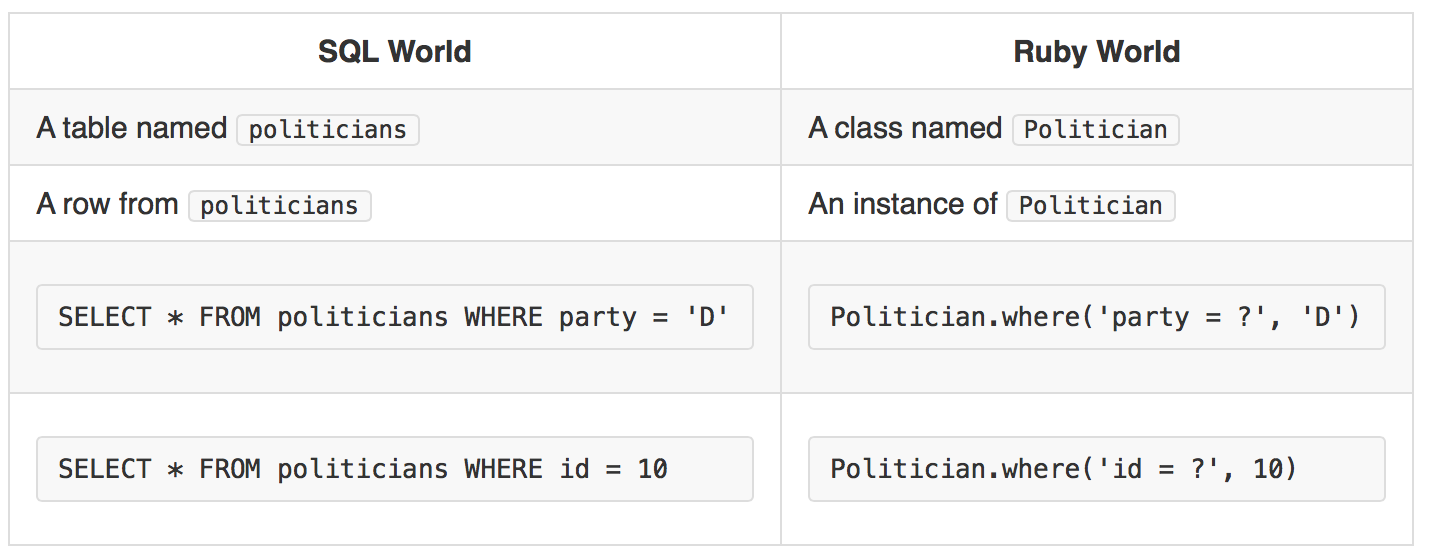 SQL World
Ruby World
A table named politicians
A class named Politician
A row from politicians
An instance of Politician
SELECT * FROM politicians WHERE party = 'D'
Politician.where('party = ?', 'D')
SELECT * FROM politicians WHERE id = 10
Politician.where('id = ?', 10)